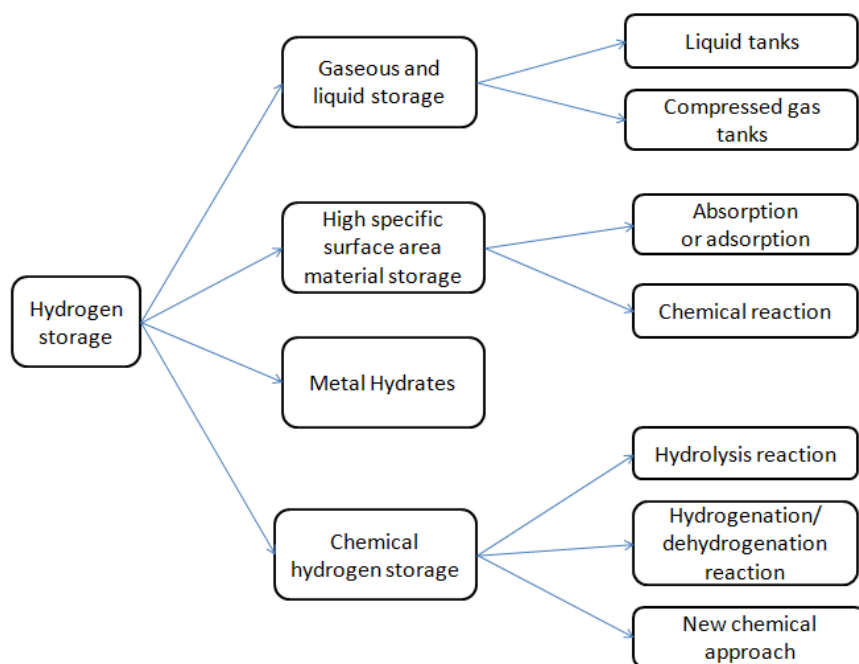 Hydrogen
storage
Gaseous and
liquid storage
Liquid tanks
Compressed gas
tanks
High specific
surface area
material storage
Absorption
or adsorption
Chemical reaction
Metal Hydrates
Chemical
hydrogen storage
Hydrolysis reaction
Hydrogenation/
dehydrogenation
reaction
New chemical
approach